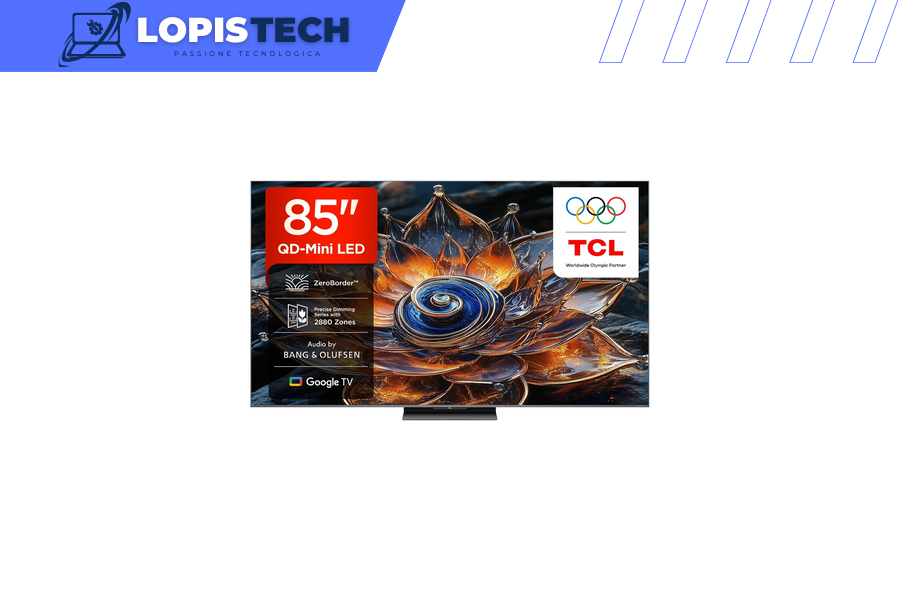 LOPISTECH
PASSIONE TECNOLOGICA
85"
QD-Mini LED
ZeroBorder™
Precise Dimming
Series with
2880 Zones
Audio by
BANG & OLUFSEN
Google TV
TCL
Worldwide Olympic Partner